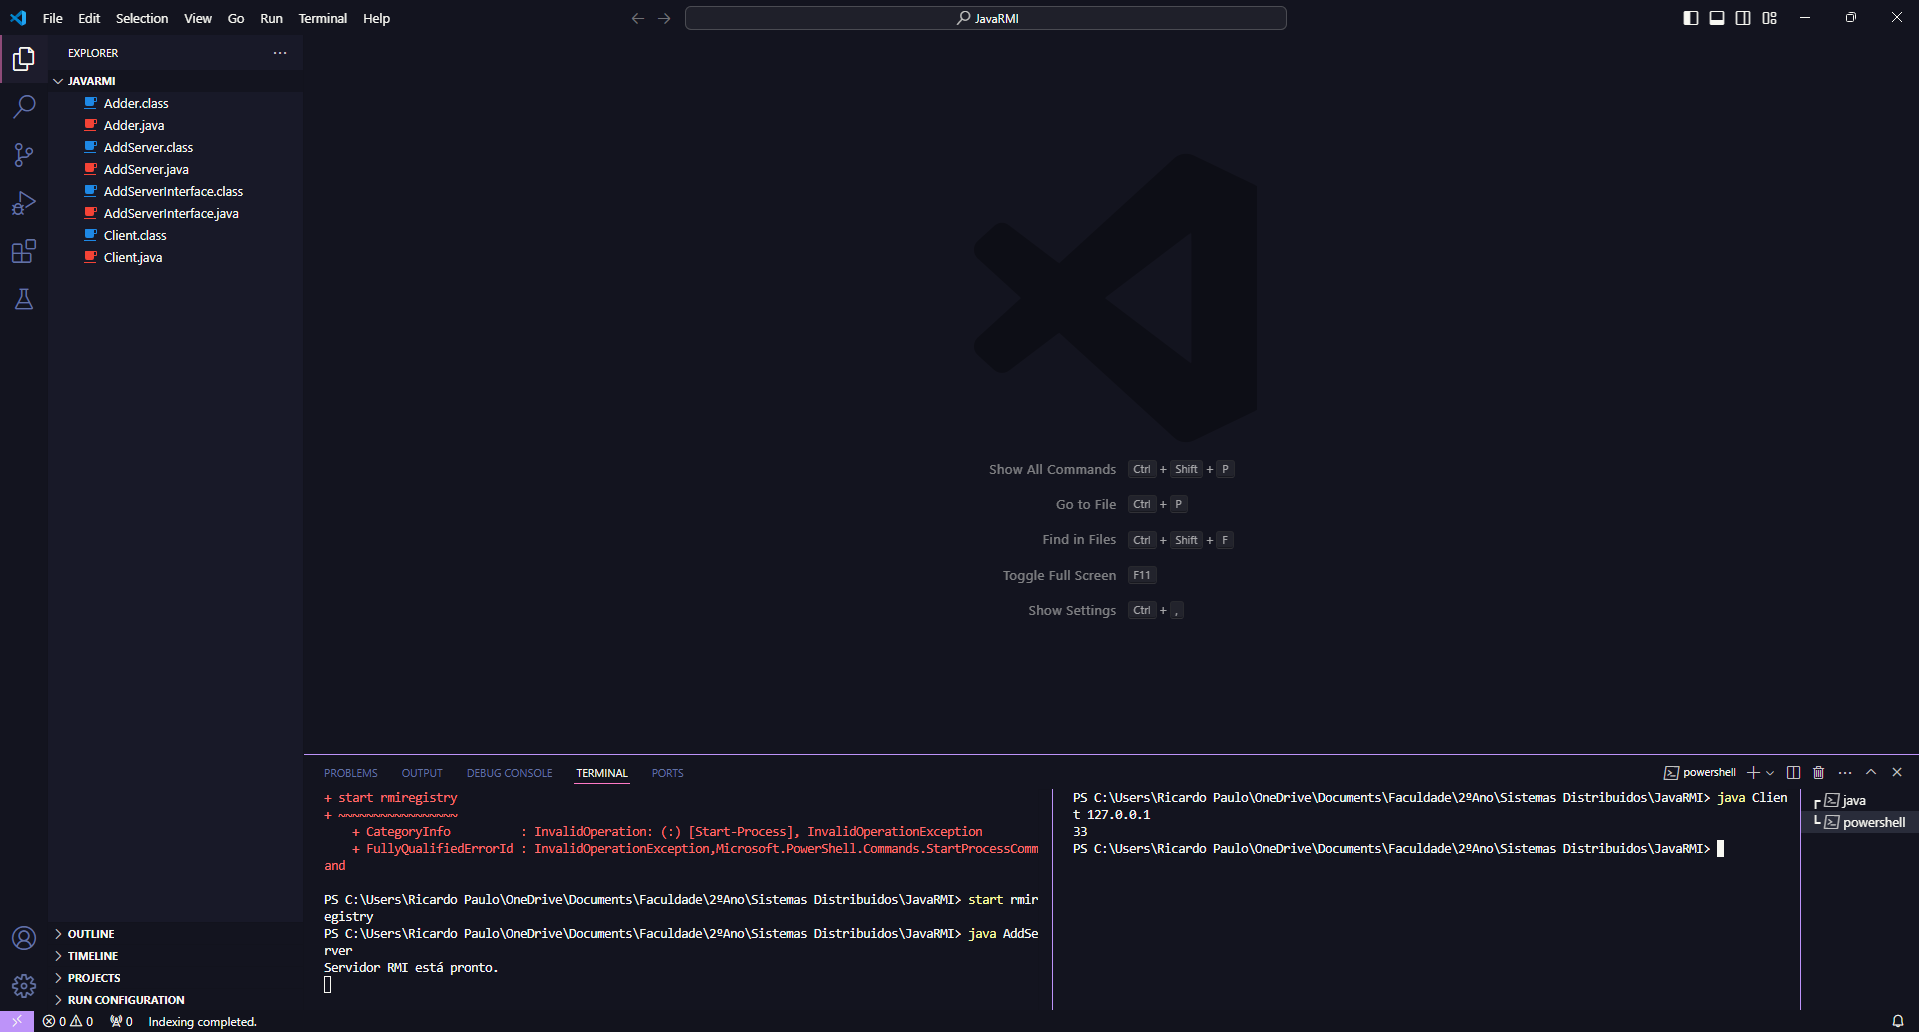 File Edit Selection View Go Run Terminal Help
JavaRMI
EXPLORER
JAVARMI
Adder.class
Adder.java
AddServer.class
AddServer.java
AddServerInterface.class
AddServerInterface.java
Client.class
Client.java
Show All Commands Ctrl + Shift + P
Go to File Ctrl + P
Find in Files Ctrl + Shift + F
Toggle Full Screen F11
Show Settings Ctrl + ,
PROBLEMS OUTPUT DEBUG CONSOLE TERMINAL PORTS
powershell
+ start rmiregistry
+ ~~~~~~~~~~~~~~~~~
+ CategoryInfo : InvalidOperation: (:) [Start-Process], InvalidOperationException
+ FullyQualifiedErrorId : InvalidOperationException,Microsoft.PowerShell.Commands.StartProcessComm
and
PS C:\Users\Ricardo Paulo\OneDrive\Documents\Faculdade\2ºAno\Sistemas Distribuidos\JavaRMI> start rmir
egistry
PS C:\Users\Ricardo Paulo\OneDrive\Documents\Faculdade\2ºAno\Sistemas Distribuidos\JavaRMI> java AddSe
rver
Servidor RMI está pronto.
PS C:\Users\Ricardo Paulo\OneDrive\Documents\Faculdade\2ºAno\Sistemas Distribuidos\JavaRMI> java Clien
t 127.0.0.1
33
PS C:\Users\Ricardo Paulo\OneDrive\Documents\Faculdade\2ºAno\Sistemas Distribuidos\JavaRMI>
java
powershell
OUTLINE
TIMELINE
PROJECTS
RUN CONFIGURATION
0 0 0 Indexing completed.